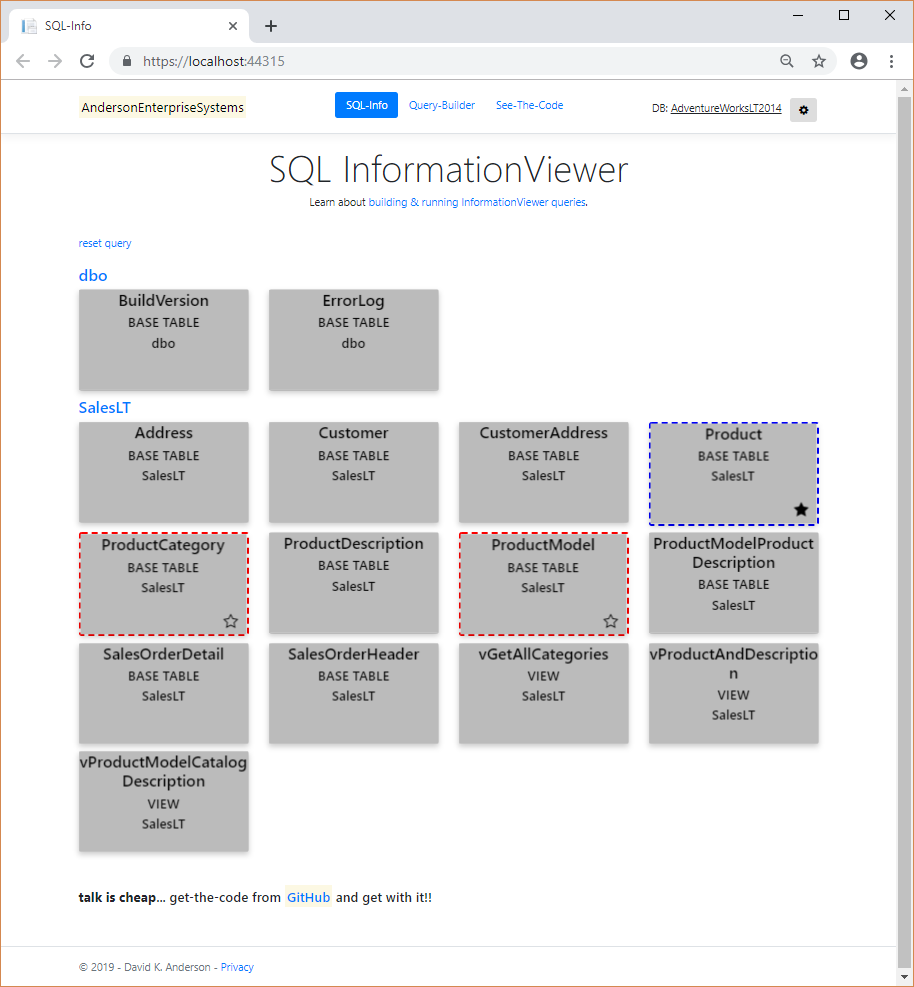 SQL-Info
https://localhost:44315
AndersonEnterpriseSystems
SQL-Info
Query-Builder
See-The-Code
DB: AdventureWorksLT2014
SQL InformationViewer
Learn about building & running InformationViewer queries.
reset query
dbo
BuildVersion
BASE TABLE
dbo
ErrorLog
BASE TABLE
dbo
SalesLT
Address
BASE TABLE
SalesLT
Customer
BASE TABLE
SalesLT
CustomerAddress
BASE TABLE
SalesLT
Product
BASE TABLE
SalesLT
ProductCategory
BASE TABLE
SalesLT
ProductDescription
BASE TABLE
SalesLT
ProductModel
BASE TABLE
SalesLT
ProductModelProduct
Description
BASE TABLE
SalesLT
SalesOrderDetail
BASE TABLE
SalesLT
SalesOrderHeader
BASE TABLE
SalesLT
vGetAllCategories
VIEW
SalesLT
vProductAndDescriptio
n
VIEW
SalesLT
vProductModelCatalog
Description
VIEW
SalesLT
talk is cheap... get-the-code from GitHub and get with it!!
© 2019 - David K. Anderson - Privacy